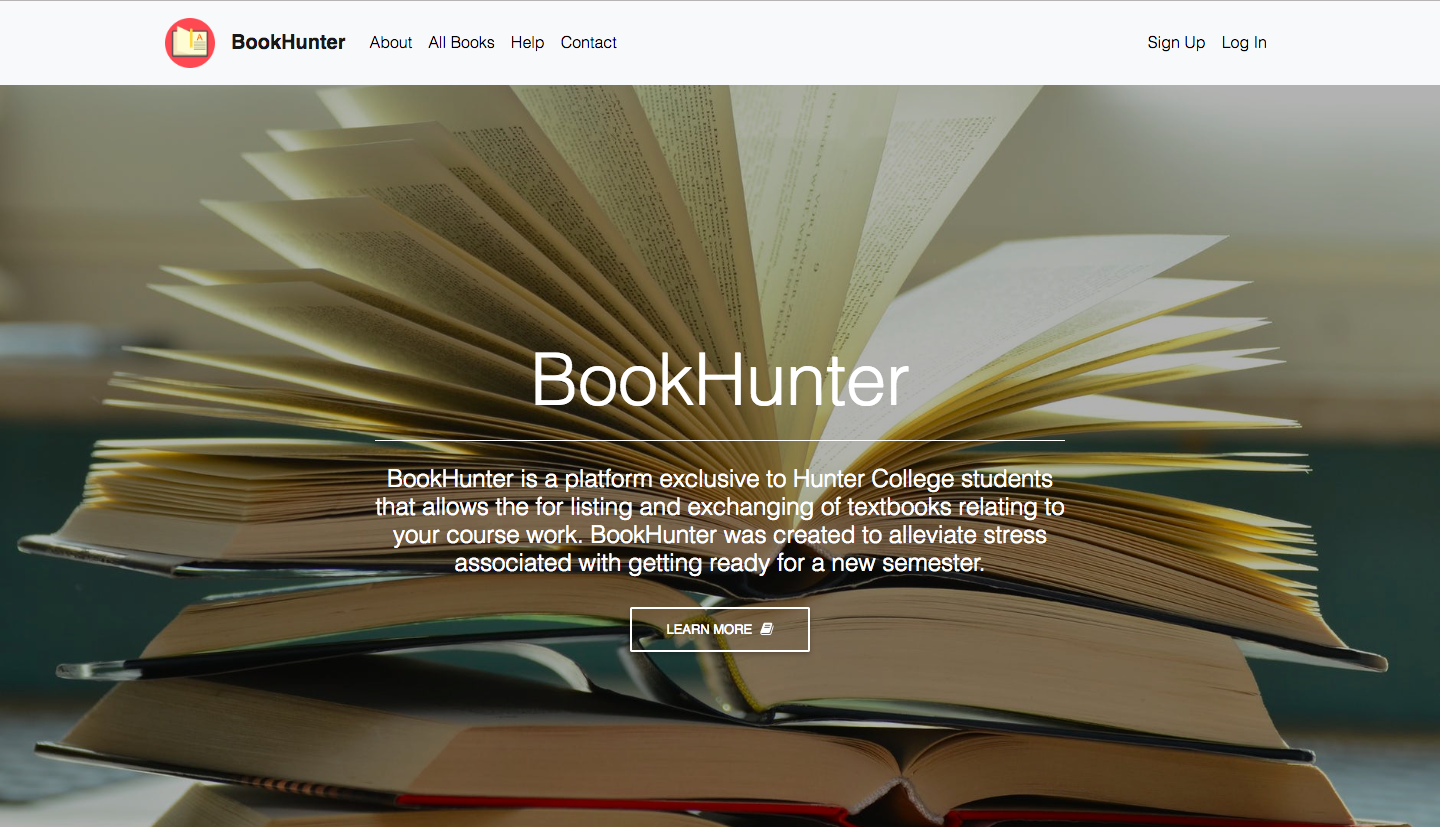 BookHunter About All Books Help Contact Sign Up Log In
BookHunter
BookHunter is a platform exclusive to Hunter College students
that allows the for listing and exchanging of textbooks relating to
your course work. BookHunter was created to alleviate stress
associated with getting ready for a new semester.
LEARN MORE